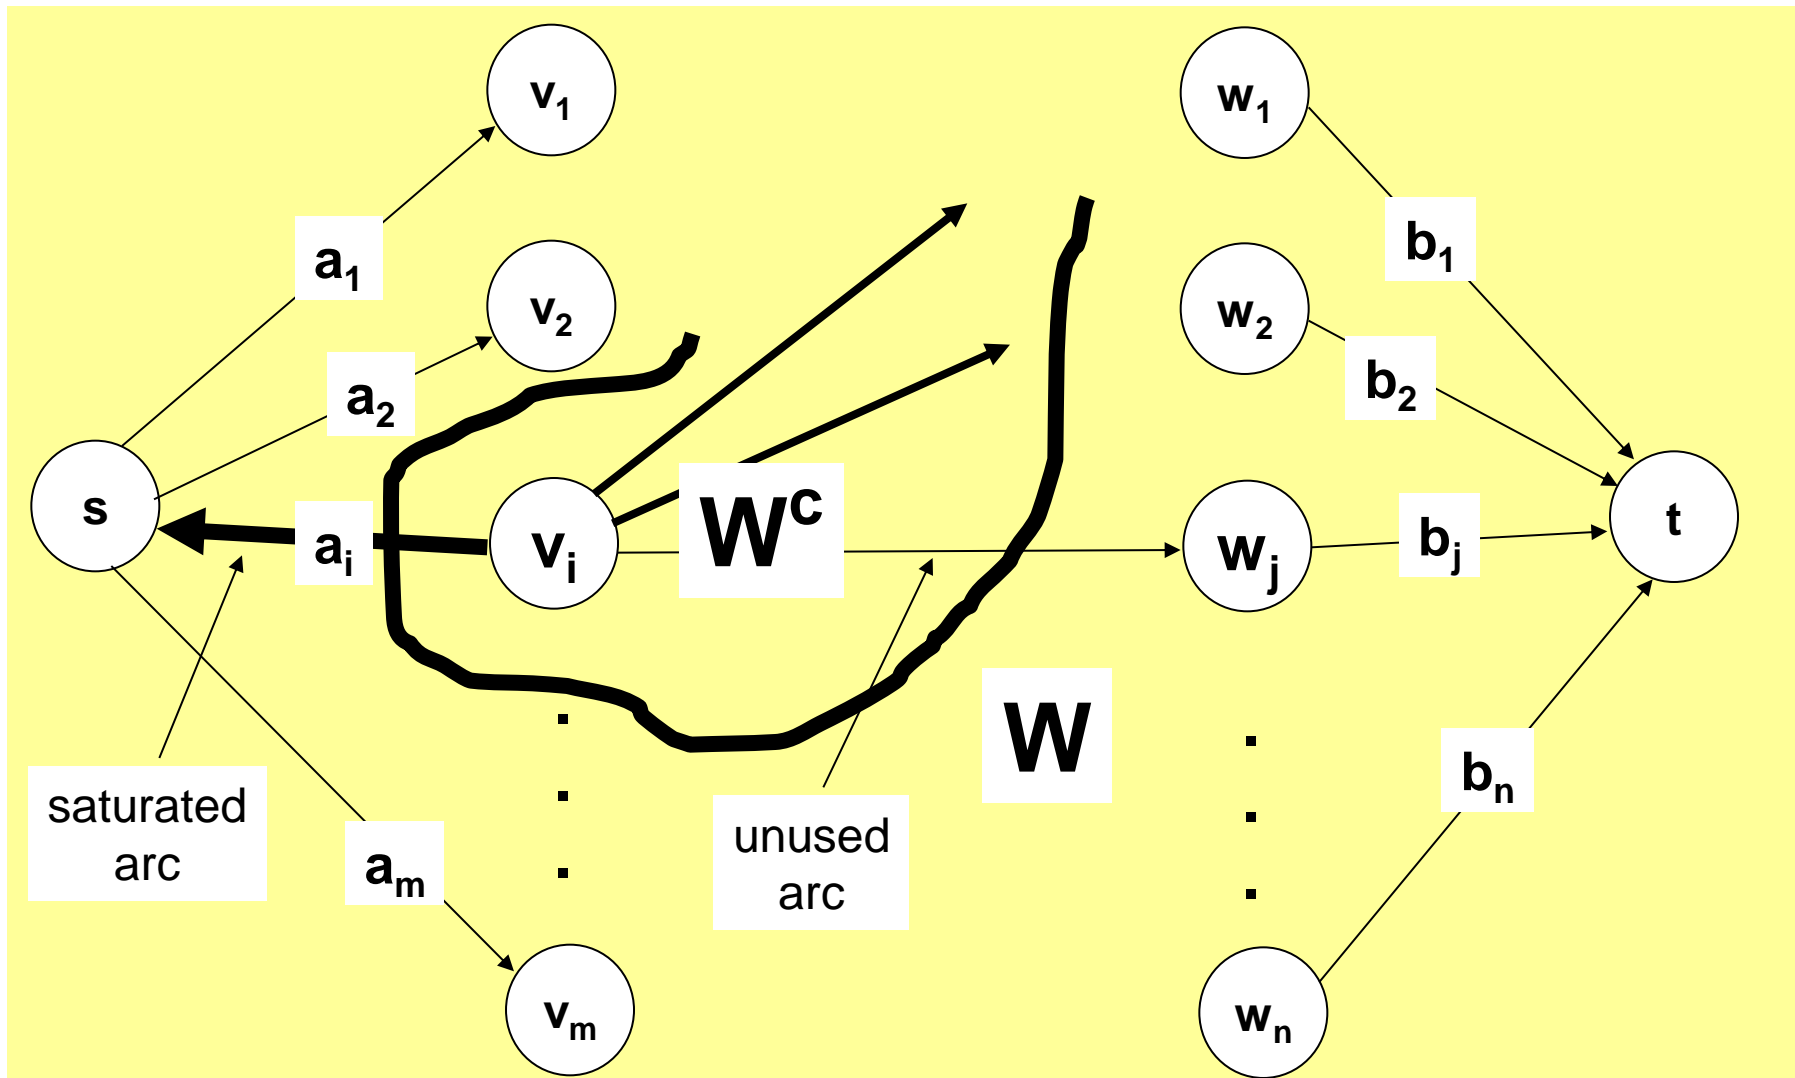 v₁
w₁
a₁
b₁
v₂
w₂
a₂
b₂
s
aᵢ
vᵢ
Wᶜ
wⱼ
bⱼ
t
saturated
arc
unused
arc
W
bₙ
aₘ
vₘ
wₙ